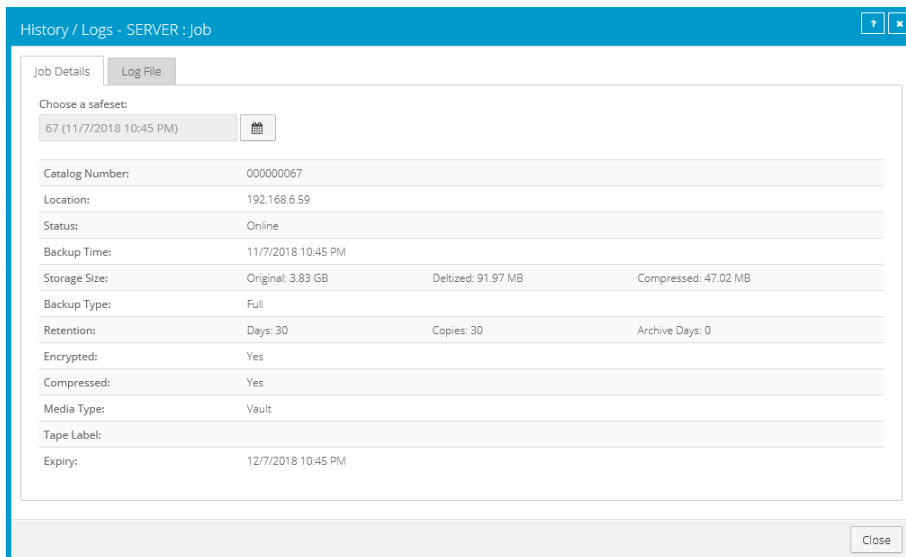 History / Logs - SERVER : Job
? ×
Job Details Log File
Choose a safeset:
67 (11/7/2018 10:45 PM)
Catalog Number: 000000067
Location: 192.168.6.59
Status: Online
Backup Time: 11/7/2018 10:45 PM
Storage Size: Original: 3.83 GB Deltized: 91.97 MB Compressed: 47.02 MB
Backup Type: Full
Retention: Days: 30 Copies: 30 Archive Days: 0
Encrypted: Yes
Compressed: Yes
Media Type: Vault
Tape Label:
Expiry: 12/7/2018 10:45 PM
Close